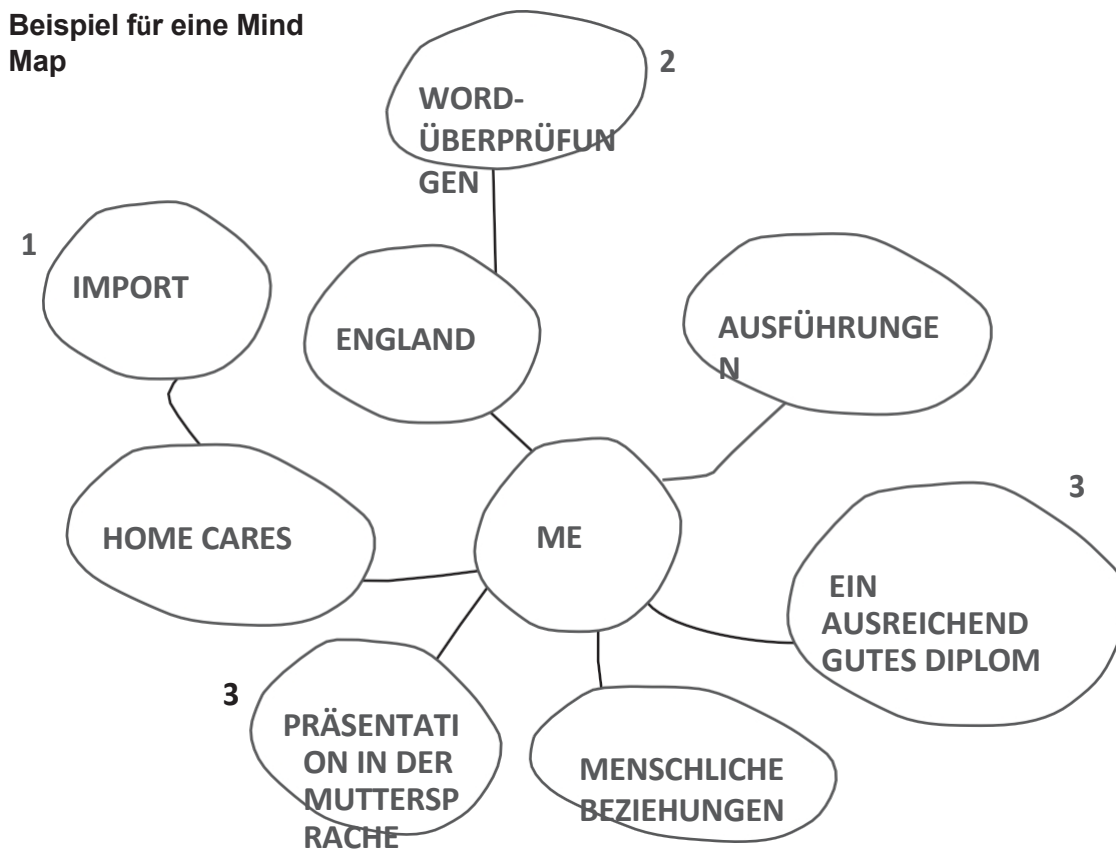 Beispiel für eine Mind
Map
2
WORD-
ÜBERPRÜFUN
GEN
1
IMPORT
ENGLAND
AUSFÜHRUNGE
N
HOME CARES
ME
3
EIN
AUSREICHEND
GUTES DIPLOM
3
PRÄSENTATI
ON IN DER
MUTTERSP
RACHE
MENSCHLICHE
BEZIEHUNGEN